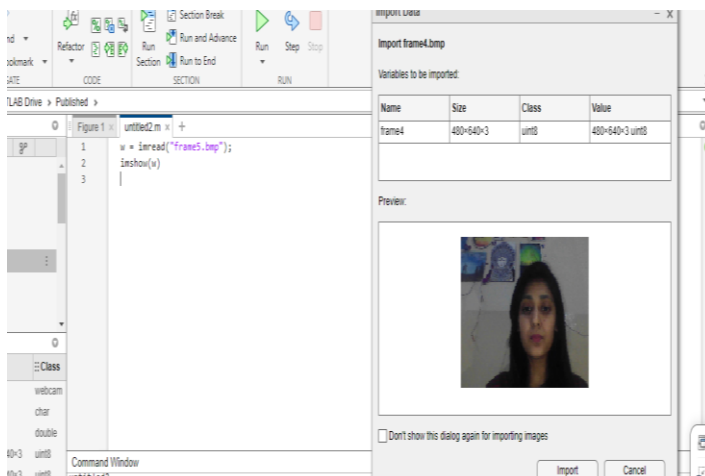 Section Break
Run and Advance
Run to End
Refactor
Run
Section
Run
Step
Stop
CODE
SECTION
RUN
Drive > Published >
Figure 1 ×
untitled2.m ×
+
1 w = imread("frame5.bmp");
2 imshow(w)
3
Class
webcam
char
double
uint8
uint8
Command Window
Import Data
– X
Import frame4.bmp
Variables to be imported:
Name Size Class Value
frame4 480×640×3 uint8 480×640×3 uint8
Preview:
Don't show this dialog again for importing images
Import Cancel